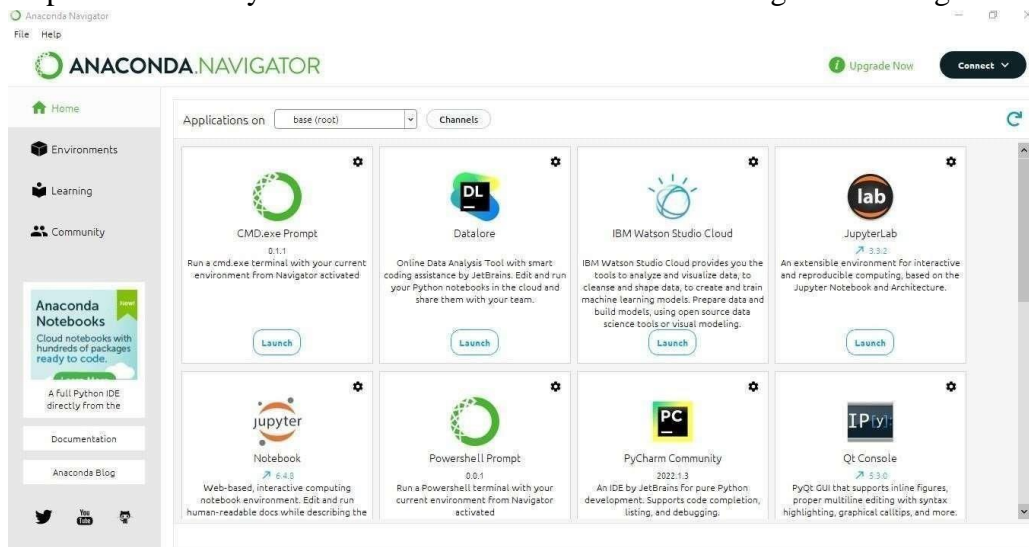 Anaconda Navigator
File Help
ANACONDA.NAVIGATOR
Upgrade Now
Connect
Home
Environments
Learning
Community
Applications on
base (root)
Channels
CMD.exe Prompt
0.1.1
Run a cmd.exe terminal with your current
environment from Navigator activated
Launch
DL
Datalore
Online Data Analysis Tool with smart
coding assistance by JetBrains. Edit and run
your Python notebooks in the cloud and
share them with your team.
Launch
IBM Watson Studio Cloud
IBM Watson Studio Cloud provides you the
tools to analyze and visualize data, to
cleanse and shape data, to create and train
machine learning models. Prepare data and
build models, using open source data
science tools or visual modeling.
Launch
lab
JupyterLab
3.3.2
An extensible environment for interactive
and reproducible computing, based on the
Jupyter Notebook and Architecture.
Launch
jupyter
Notebook
6.4.8
Web-based, interactive computing
notebook environment. Edit and run
human-readable docs while describing the
Powershell Prompt
0.0.1
Run a Powershell terminal with your
current environment from Navigator
activated
PC
PyCharm Community
2022.1.3
An IDE by JetBrains for pure Python
development. Supports code completion,
listing, and debugging.
IP[y]:
Qt Console
5.3.0
PyQt GUI that supports inline figures,
proper multiline editing with syntax
highlighting, graphical calltips, and more.
Anaconda
Notebooks
New!
Cloud notebooks with
hundreds of packages
ready to code.
Learn More
A full Python IDE
directly from the
Documentation
Anaconda Blog
You
Tube